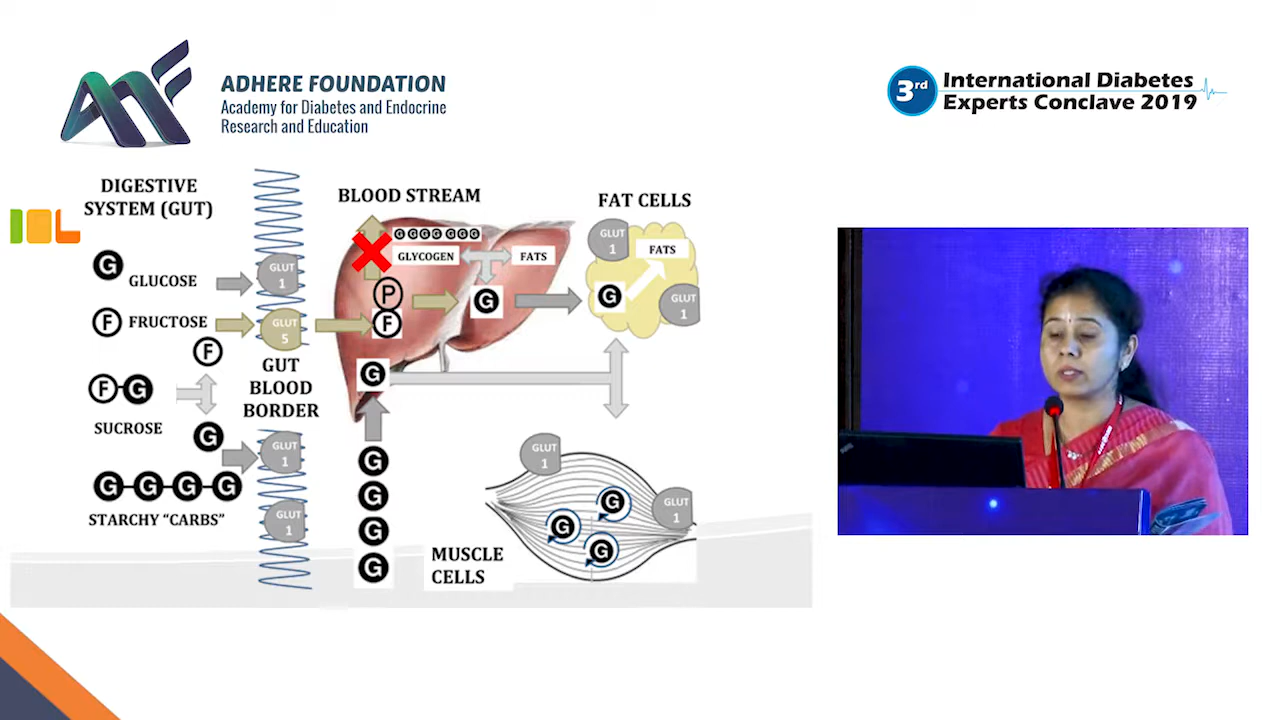 ADHERE FOUNDATION
Academy for Diabetes and Endocrine
Research and Education
3rd
International Diabetes
Experts Conclave 2019
DIGESTIVE
SYSTEM (GUT)
G
GLUCOSE
F
FRUCTOSE
F
F G
SUCROSE
G
G G G G
STARCHY “CARBS”
GLUT
1
GLUT
5
GUT
BLOOD
BORDER
GLUT
1
GLUT
1
BLOOD STREAM
G G G G G G G
GLYCOGEN
FATS
P
F
G
G
G
G
G
G
FAT CELLS
GLUT
1
FATS
G
GLUT
1
GLUT
1
GLUT
1
G
G
G
MUSCLE
CELLS